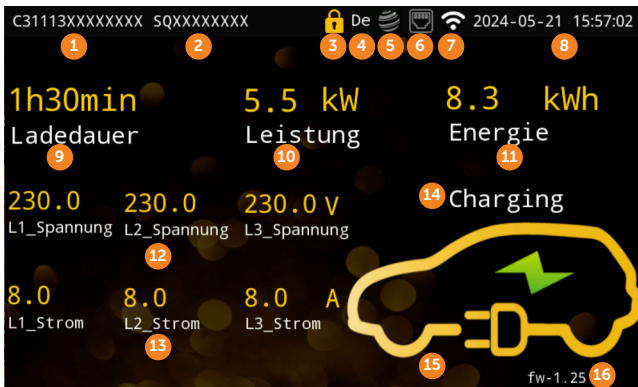 C31113XXXXXXXX SQXXXXXXXX De 2024-05-21 15:57:02
1 2 3 4 5 6 7 8
1h30min 5.5 kW 8.3 kWh
Ladedauer Leistung Energie
9 10 11
230.0 230.0 230.0 V
L1_Spannung L2_Spannung L3_Spannung
12
14 Charging
8.0 8.0 8.0 A
L1_Strom L2_Strom L3_Strom
13
15
fw-1.25 16